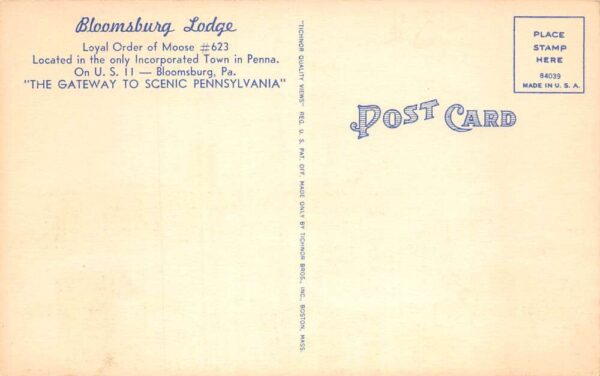 Bloomsburg Lodge
Loyal Order of Moose #623
Located in the only Incorporated Town in Penna.
On U. S. 11 — Bloomsburg, Pa.
"THE GATEWAY TO SCENIC PENNSYLVANIA"
"TICHNOR QUALITY VIEWS" REG. U. S. PAT. OFF. MADE ONLY BY TICHNOR BROS., INC., BOSTON, MASS.
POST CARD
PLACE
STAMP
HERE
84039
MADE IN U. S. A.